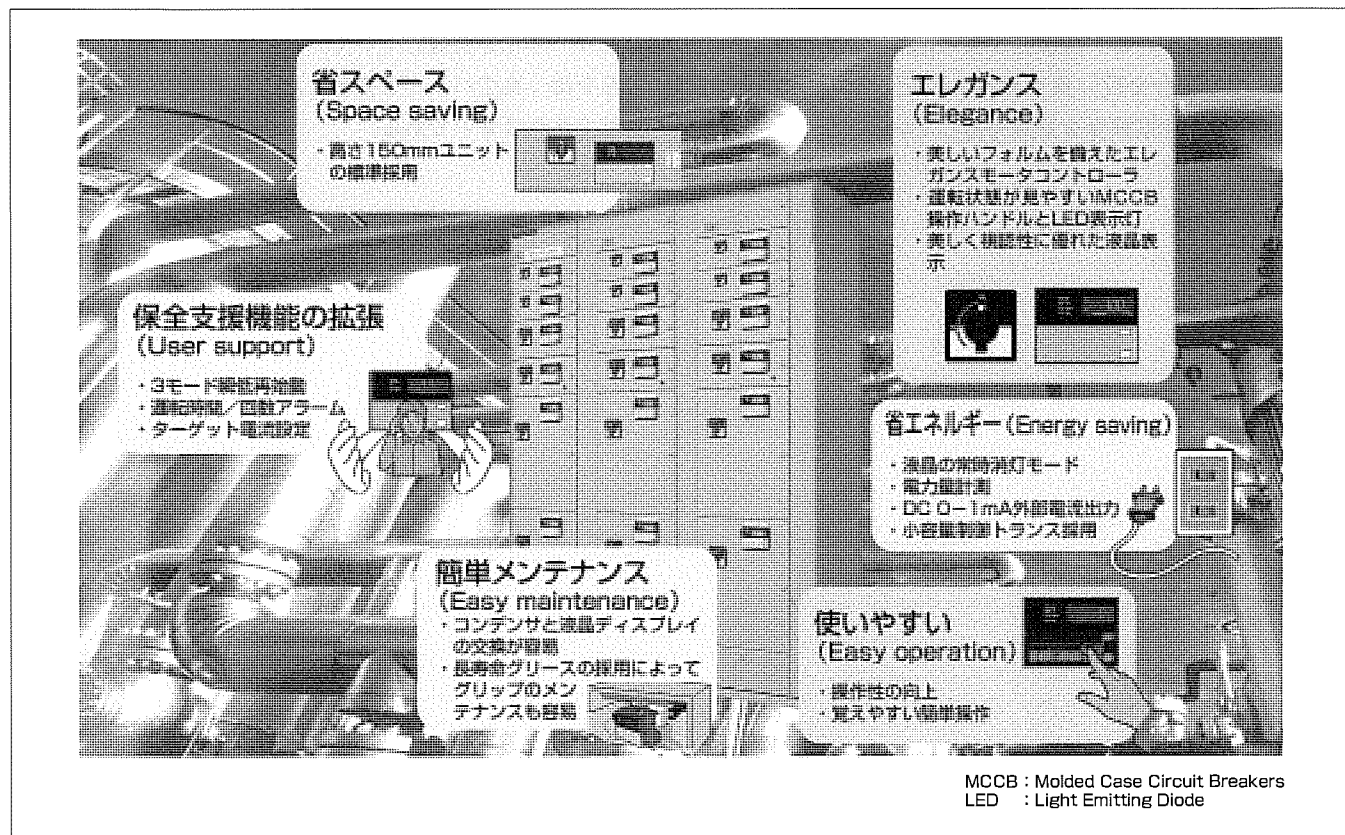 省スペース
(Space saving)
・高さ150mmユニット
の標準採用
エレガンス
(Elegance)
・美しいフォルムを備えたエレ
ガンスモータコントローラ
・運転状態が見やすいMCCB
操作ハンドルとLED表示灯
・美しく視認性に優れた液晶表
示
保全支援機能の拡張
(User support)
・3モード瞬低再始動
・運転時間／回数アラーム
・ターゲット電流設定
省エネルギー(Energy saving)
・液晶の常時消灯モード
・電力量計測
・DC 0−1mA外部電流出力
・小容量制御トランス採用
簡単メンテナンス
(Easy maintenance)
・コンデンサと液晶ディスプレイ
の交換が容易
・長寿命グリースの採用によって
グリップのメン
テナンスも容易
使いやすい
(Easy operation)
・操作性の向上
・覚えやすい簡単操作
MCCB : Molded Case Circuit Breakers
LED : Light Emitting Diode